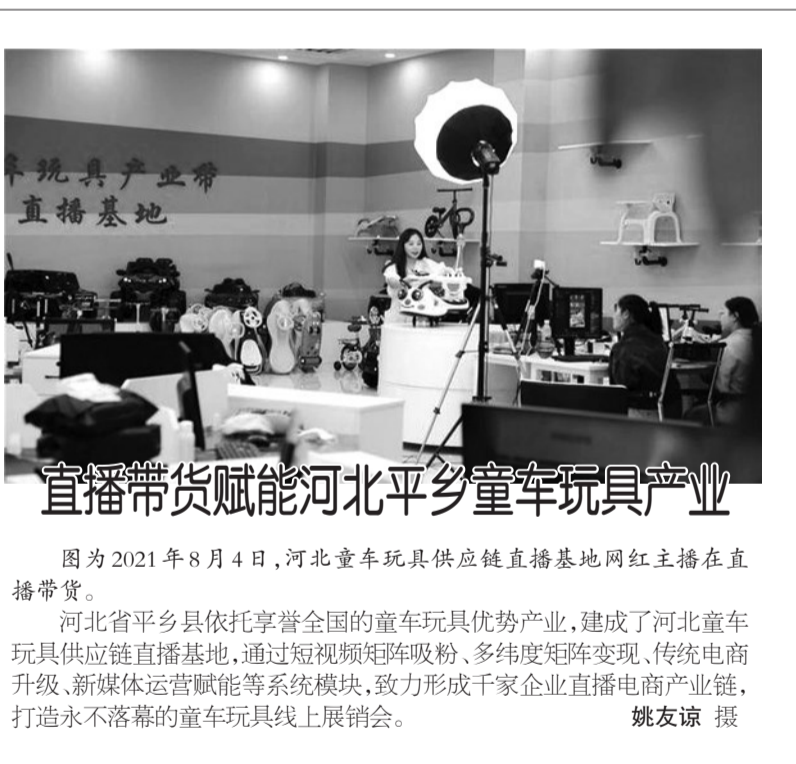 车玩具产业带
直播基地
直播带货赋能河北平乡童车玩具产业
图为2021年8月4日,河北童车玩具供应链直播基地网红主播在直
播带货。
河北省平乡县依托享誉全国的童车玩具优势产业,建成了河北童车
玩具供应链直播基地,通过短视频矩阵吸粉、多纬度矩阵变现、传统电商
升级、新媒体运营赋能等系统模块,致力形成千家企业直播电商产业链,
打造永不落幕的童车玩具线上展销会。 姚友谅 摄